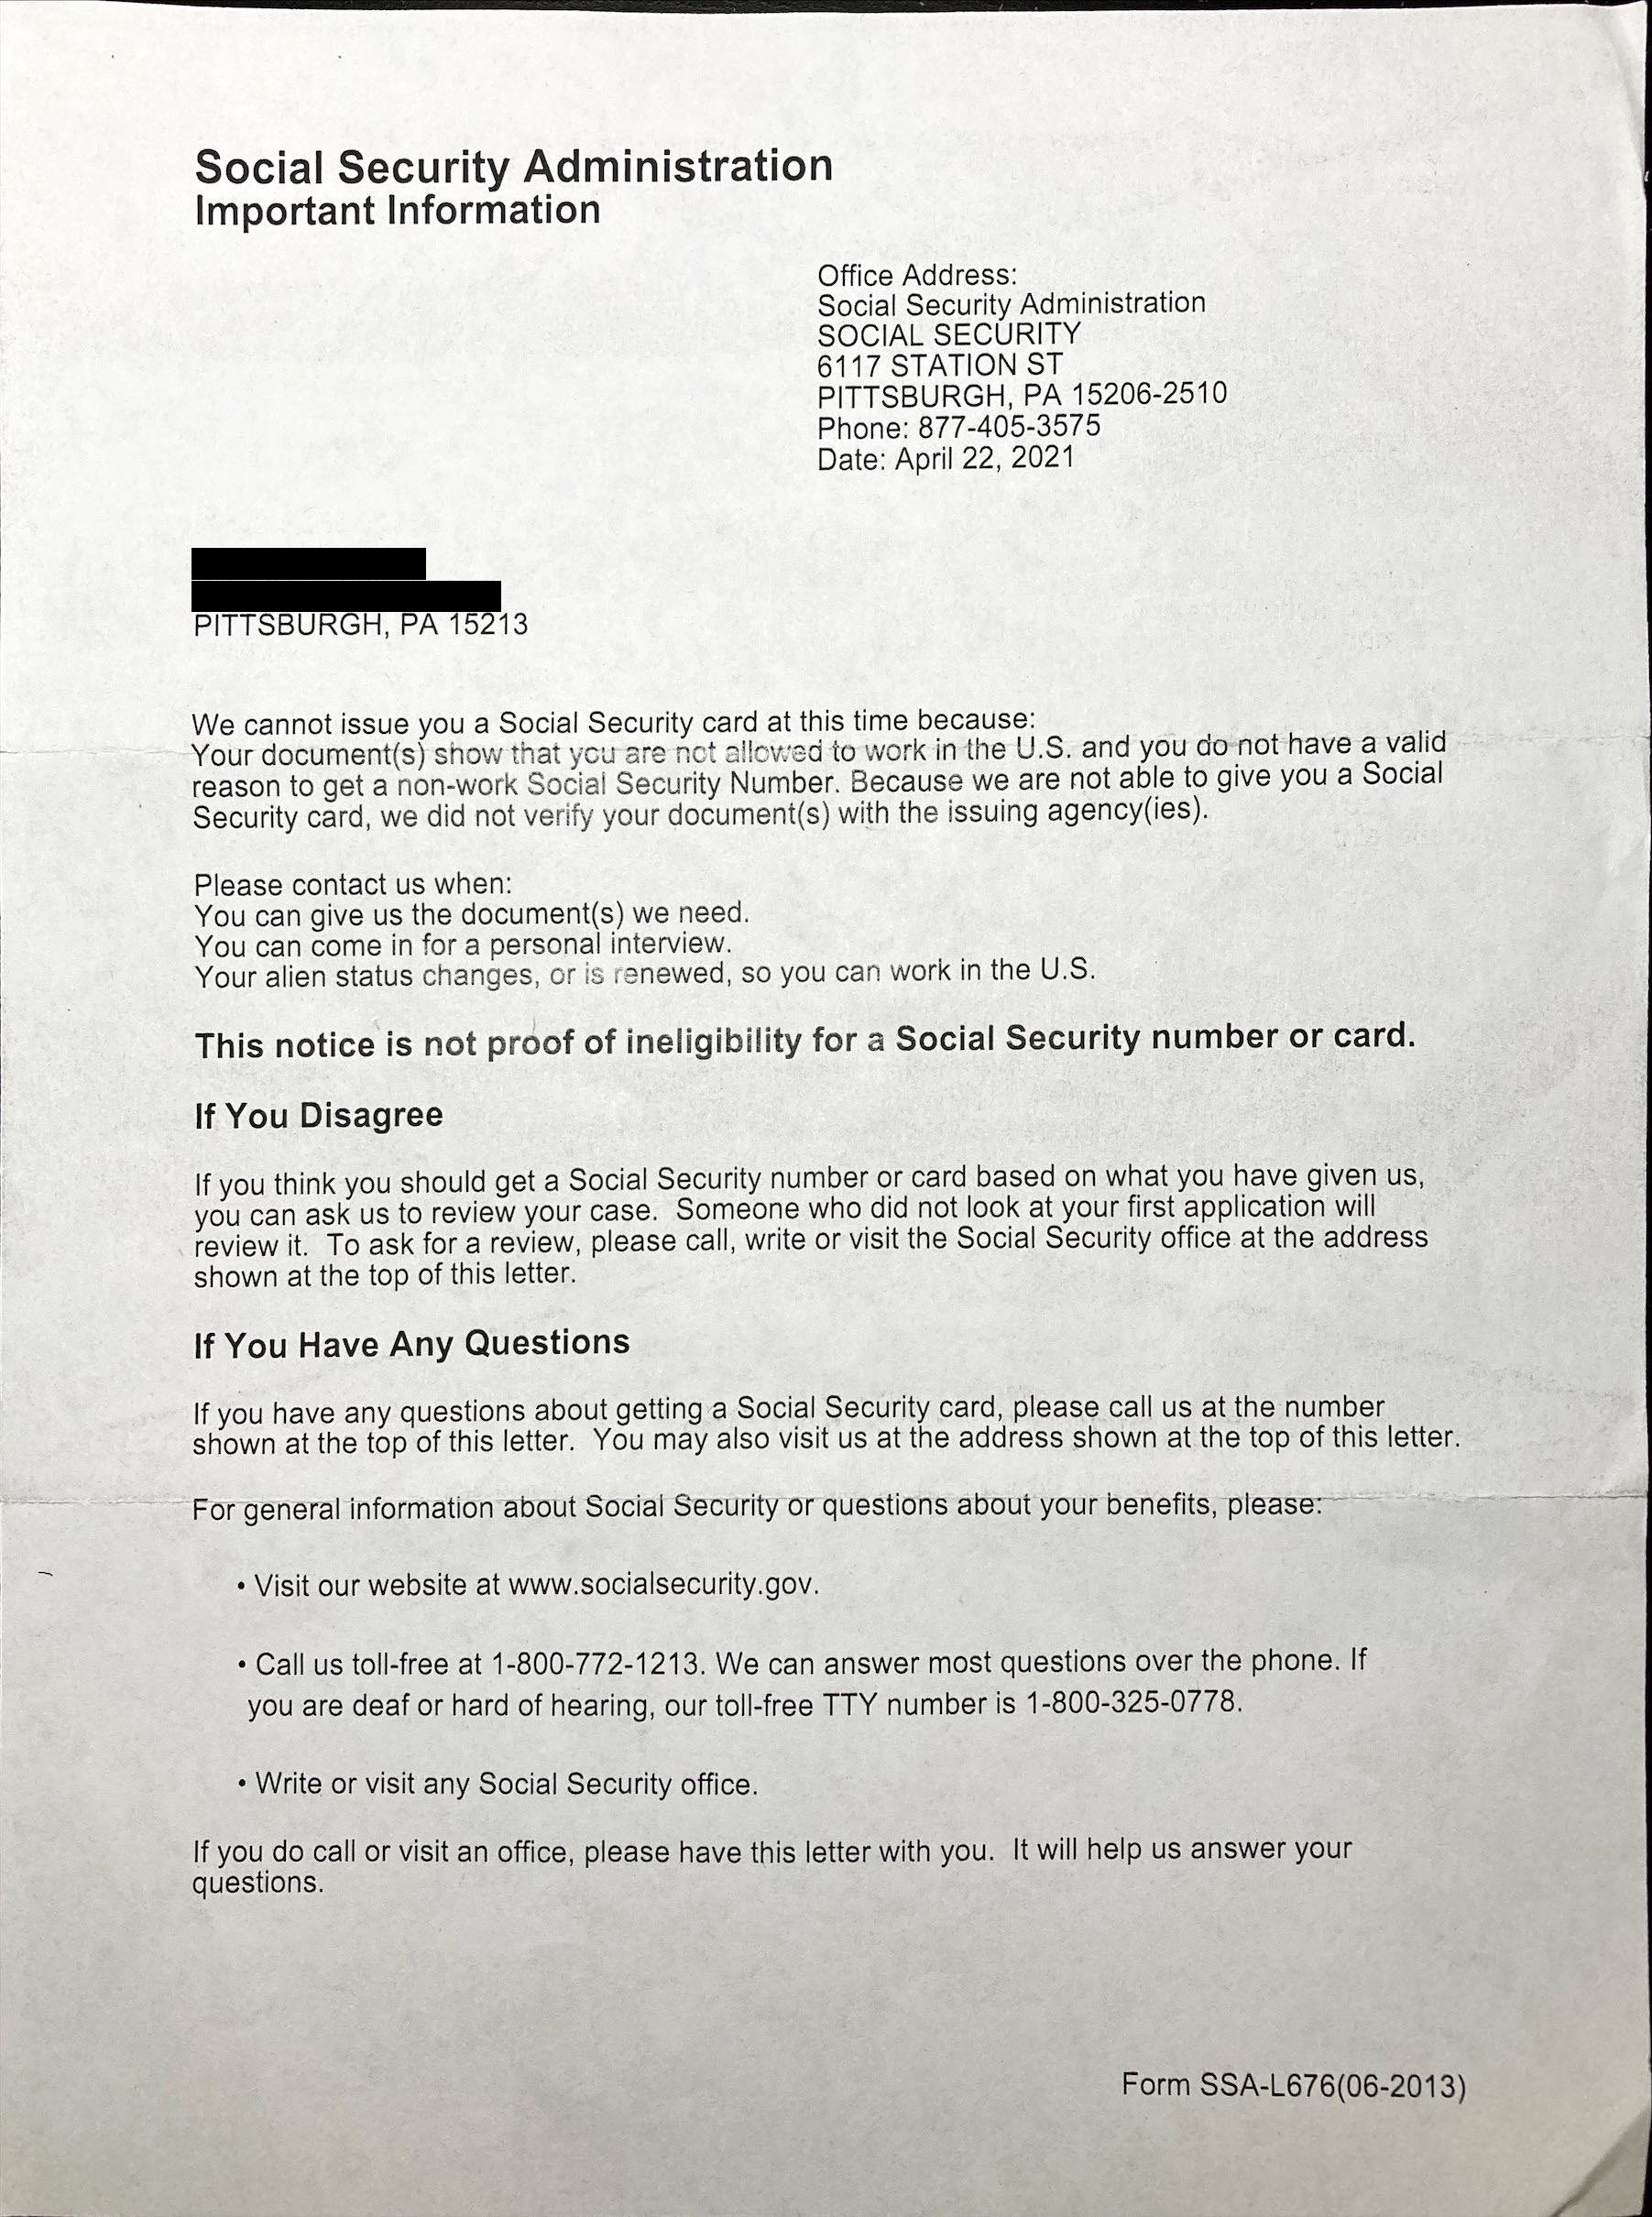 Social Security Administration
Important Information
Office Address:
Social Security Administration
SOCIAL SECURITY
6117 STATION ST
PITTSBURGH, PA 15206-2510
Phone: 877-405-3575
Date: April 22, 2021
PITTSBURGH, PA 15213
We cannot issue you a Social Security card at this time because:
Your document(s) show that you are not allowed to work in the U.S. and you do not have a valid
reason to get a non-work Social Security Number. Because we are not able to give you a Social
Security card, we did not verify your document(s) with the issuing agency(ies).
Please contact us when:
You can give us the document(s) we need.
You can come in for a personal interview.
Your alien status changes, or is renewed, so you can work in the U.S.
This notice is not proof of ineligibility for a Social Security number or card.
If You Disagree
If you think you should get a Social Security number or card based on what you have given us,
you can ask us to review your case. Someone who did not look at your first application will
review it. To ask for a review, please call, write or visit the Social Security office at the address
shown at the top of this letter.
If You Have Any Questions
If you have any questions about getting a Social Security card, please call us at the number
shown at the top of this letter. You may also visit us at the address shown at the top of this letter.
For general information about Social Security or questions about your benefits, please:
• Visit our website at www.socialsecurity.gov.
• Call us toll-free at 1-800-772-1213. We can answer most questions over the phone. If
you are deaf or hard of hearing, our toll-free TTY number is 1-800-325-0778.
• Write or visit any Social Security office.
If you do call or visit an office, please have this letter with you. It will help us answer your
questions.
Form SSA-L676(06-2013)